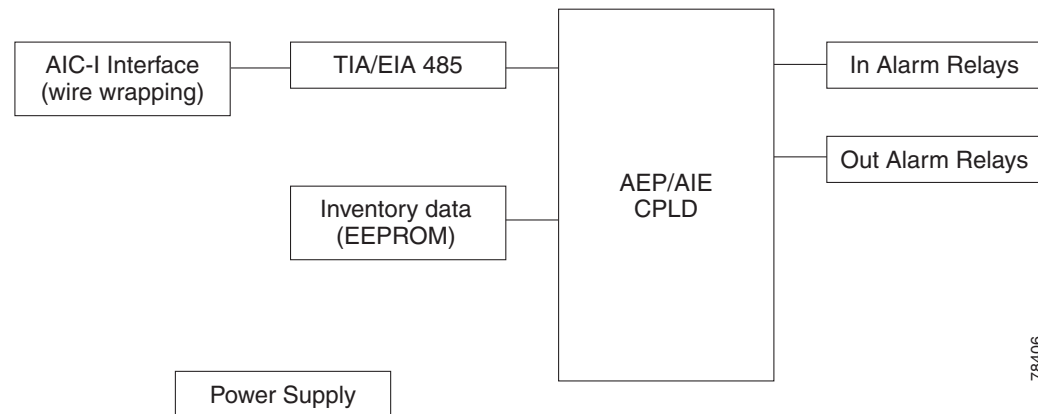 AIC-I Interface
(wire wrapping)
TIA/EIA 485
In Alarm Relays
Out Alarm Relays
AEP/AIE
CPLD
Inventory data
(EEPROM)
Power Supply
78406